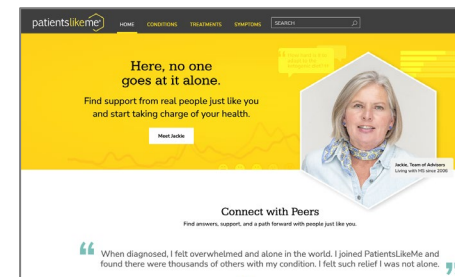 patientslikeme
HOME CONDITIONS TREATMENTS SYMPTOMS SEARCH
Here, no one
goes at it alone.
Find support from real people just like you
and start taking charge of your health.
Meet Jackie
Jackie, Team of Advisors
Living with MS since 2006
Connect with Peers
Find answers, support, and a path forward with people just like you.
“ When diagnosed, I felt overwhelmed and alone in the world. I joined PatientsLikeMe and
found there were thousands of others with my condition. I felt such relief I was not alone. ”